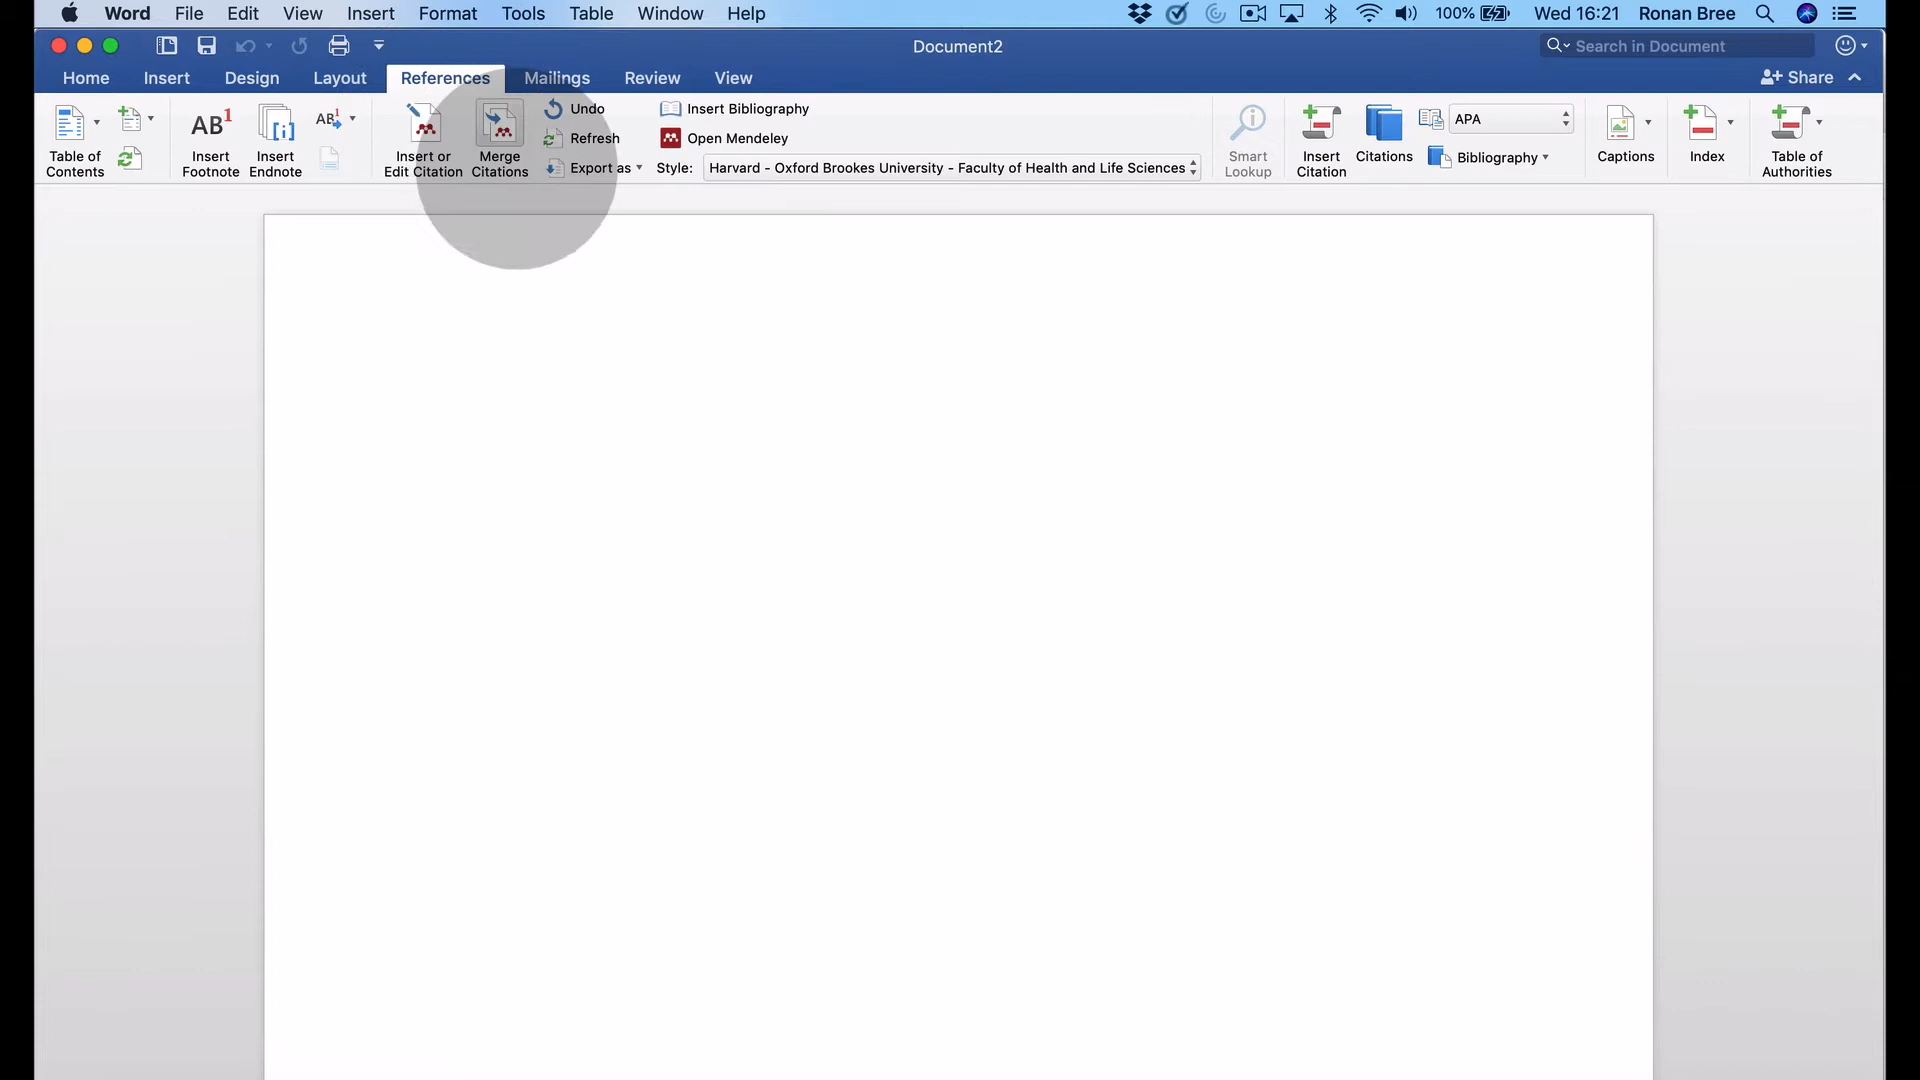 Word File Edit View Insert Format Tools Table Window Help 100% Wed 16:21 Ronan Bree
Document2
Search in Document
Home Insert Design Layout References Mailings Review View
Share
Table of
Contents
AB1
Insert
Footnote
[i]
Insert
Endnote
AB1
Insert or
Edit Citation
Merge
Citations
Undo
Refresh
Export as
Insert Bibliography
Open Mendeley
Style: Harvard - Oxford Brookes University - Faculty of Health and Life Sciences
Smart
Lookup
Insert
Citation
Citations
APA
Bibliography
Captions
Index
Table of
Authorities